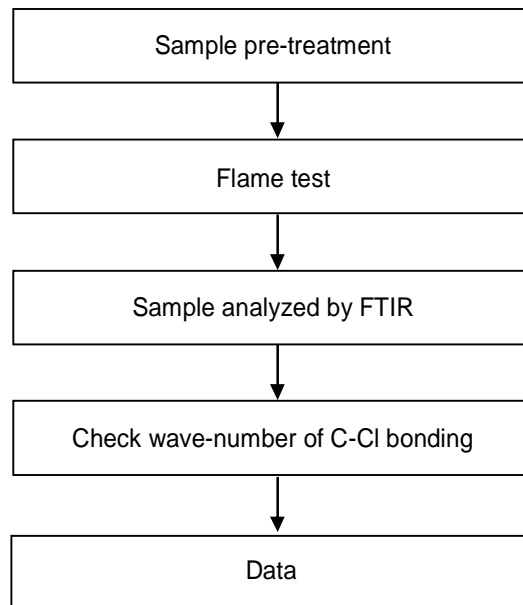 Sample pre-treatment
Flame test
Sample analyzed by FTIR
Check wave-number of C-Cl bonding
Data